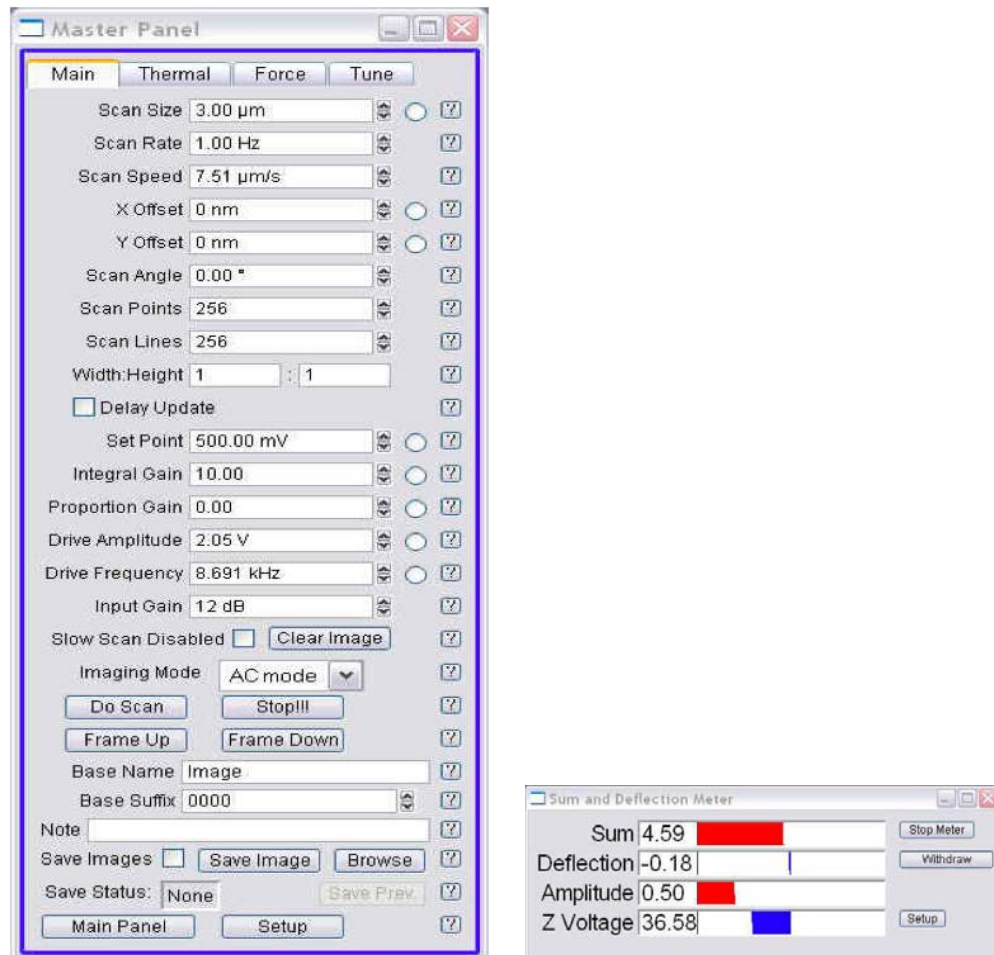 Master Panel
Main Thermal Force Tune
Scan Size 3.00 µm ?
Scan Rate 1.00 Hz ?
Scan Speed 7.51 µm/s ?
X Offset 0 nm ?
Y Offset 0 nm ?
Scan Angle 0.00 ° ?
Scan Points 256 ?
Scan Lines 256 ?
Width:Height 1 : 1 ?
Delay Update ?
Set Point 500.00 mV ?
Integral Gain 10.00 ?
Proportion Gain 0.00 ?
Drive Amplitude 2.05 V ?
Drive Frequency 8.691 kHz ?
Input Gain 12 dB ?
Slow Scan Disabled Clear Image ?
Imaging Mode AC mode ?
Do Scan Stop!!! ?
Frame Up Frame Down ?
Base Name Image ?
Base Suffix 0000 ?
Note ?
Save Images Save Image Browse ?
Save Status: None Save Prev. ?
Main Panel Setup ?
Sum and Deflection Meter
Sum 4.59 Stop Meter
Deflection -0.18 Withdraw
Amplitude 0.50
Z Voltage 36.58 Setup